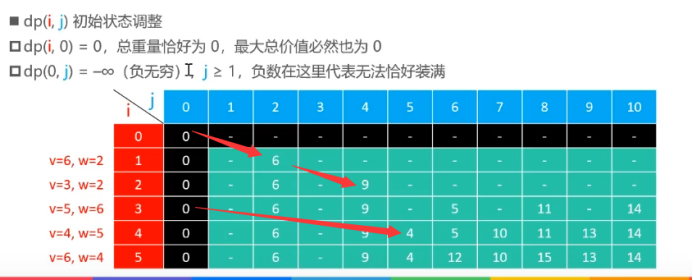 ■ dp(i, j) 初始状态调整
□ dp(i, 0) = 0，总重量恰好为 0，最大总价值必然也为 0
□ dp(0, j) = −∞（负无穷），j ≥ 1，负数在这里代表无法恰好装满
i j 0 1 2 3 4 5 6 7 8 9 10
0 0 - - - - - - - - - -
v=6, w=2 1 0 - 6 - - - - - - - -
v=3, w=2 2 0 - 6 - 9 - - - - - -
v=5, w=6 3 0 - 6 - 9 - 5 - 11 - 14
v=4, w=5 4 0 - 6 - 9 4 5 10 11 13 14
v=6, w=4 5 0 - 6 - 9 4 12 10 15 13 14